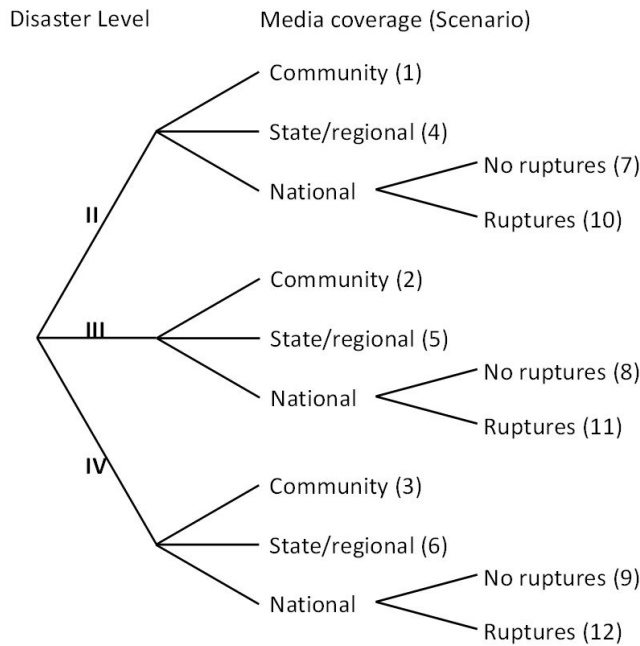 Disaster Level
Media coverage (Scenario)
Community (1)
State/regional (4)
No ruptures (7)
National
II
Ruptures (10)
Community (2)
III
State/regional (5)
No ruptures (8)
National
Ruptures (11)
IV
Community (3)
State/regional (6)
No ruptures (9)
National
Ruptures (12)